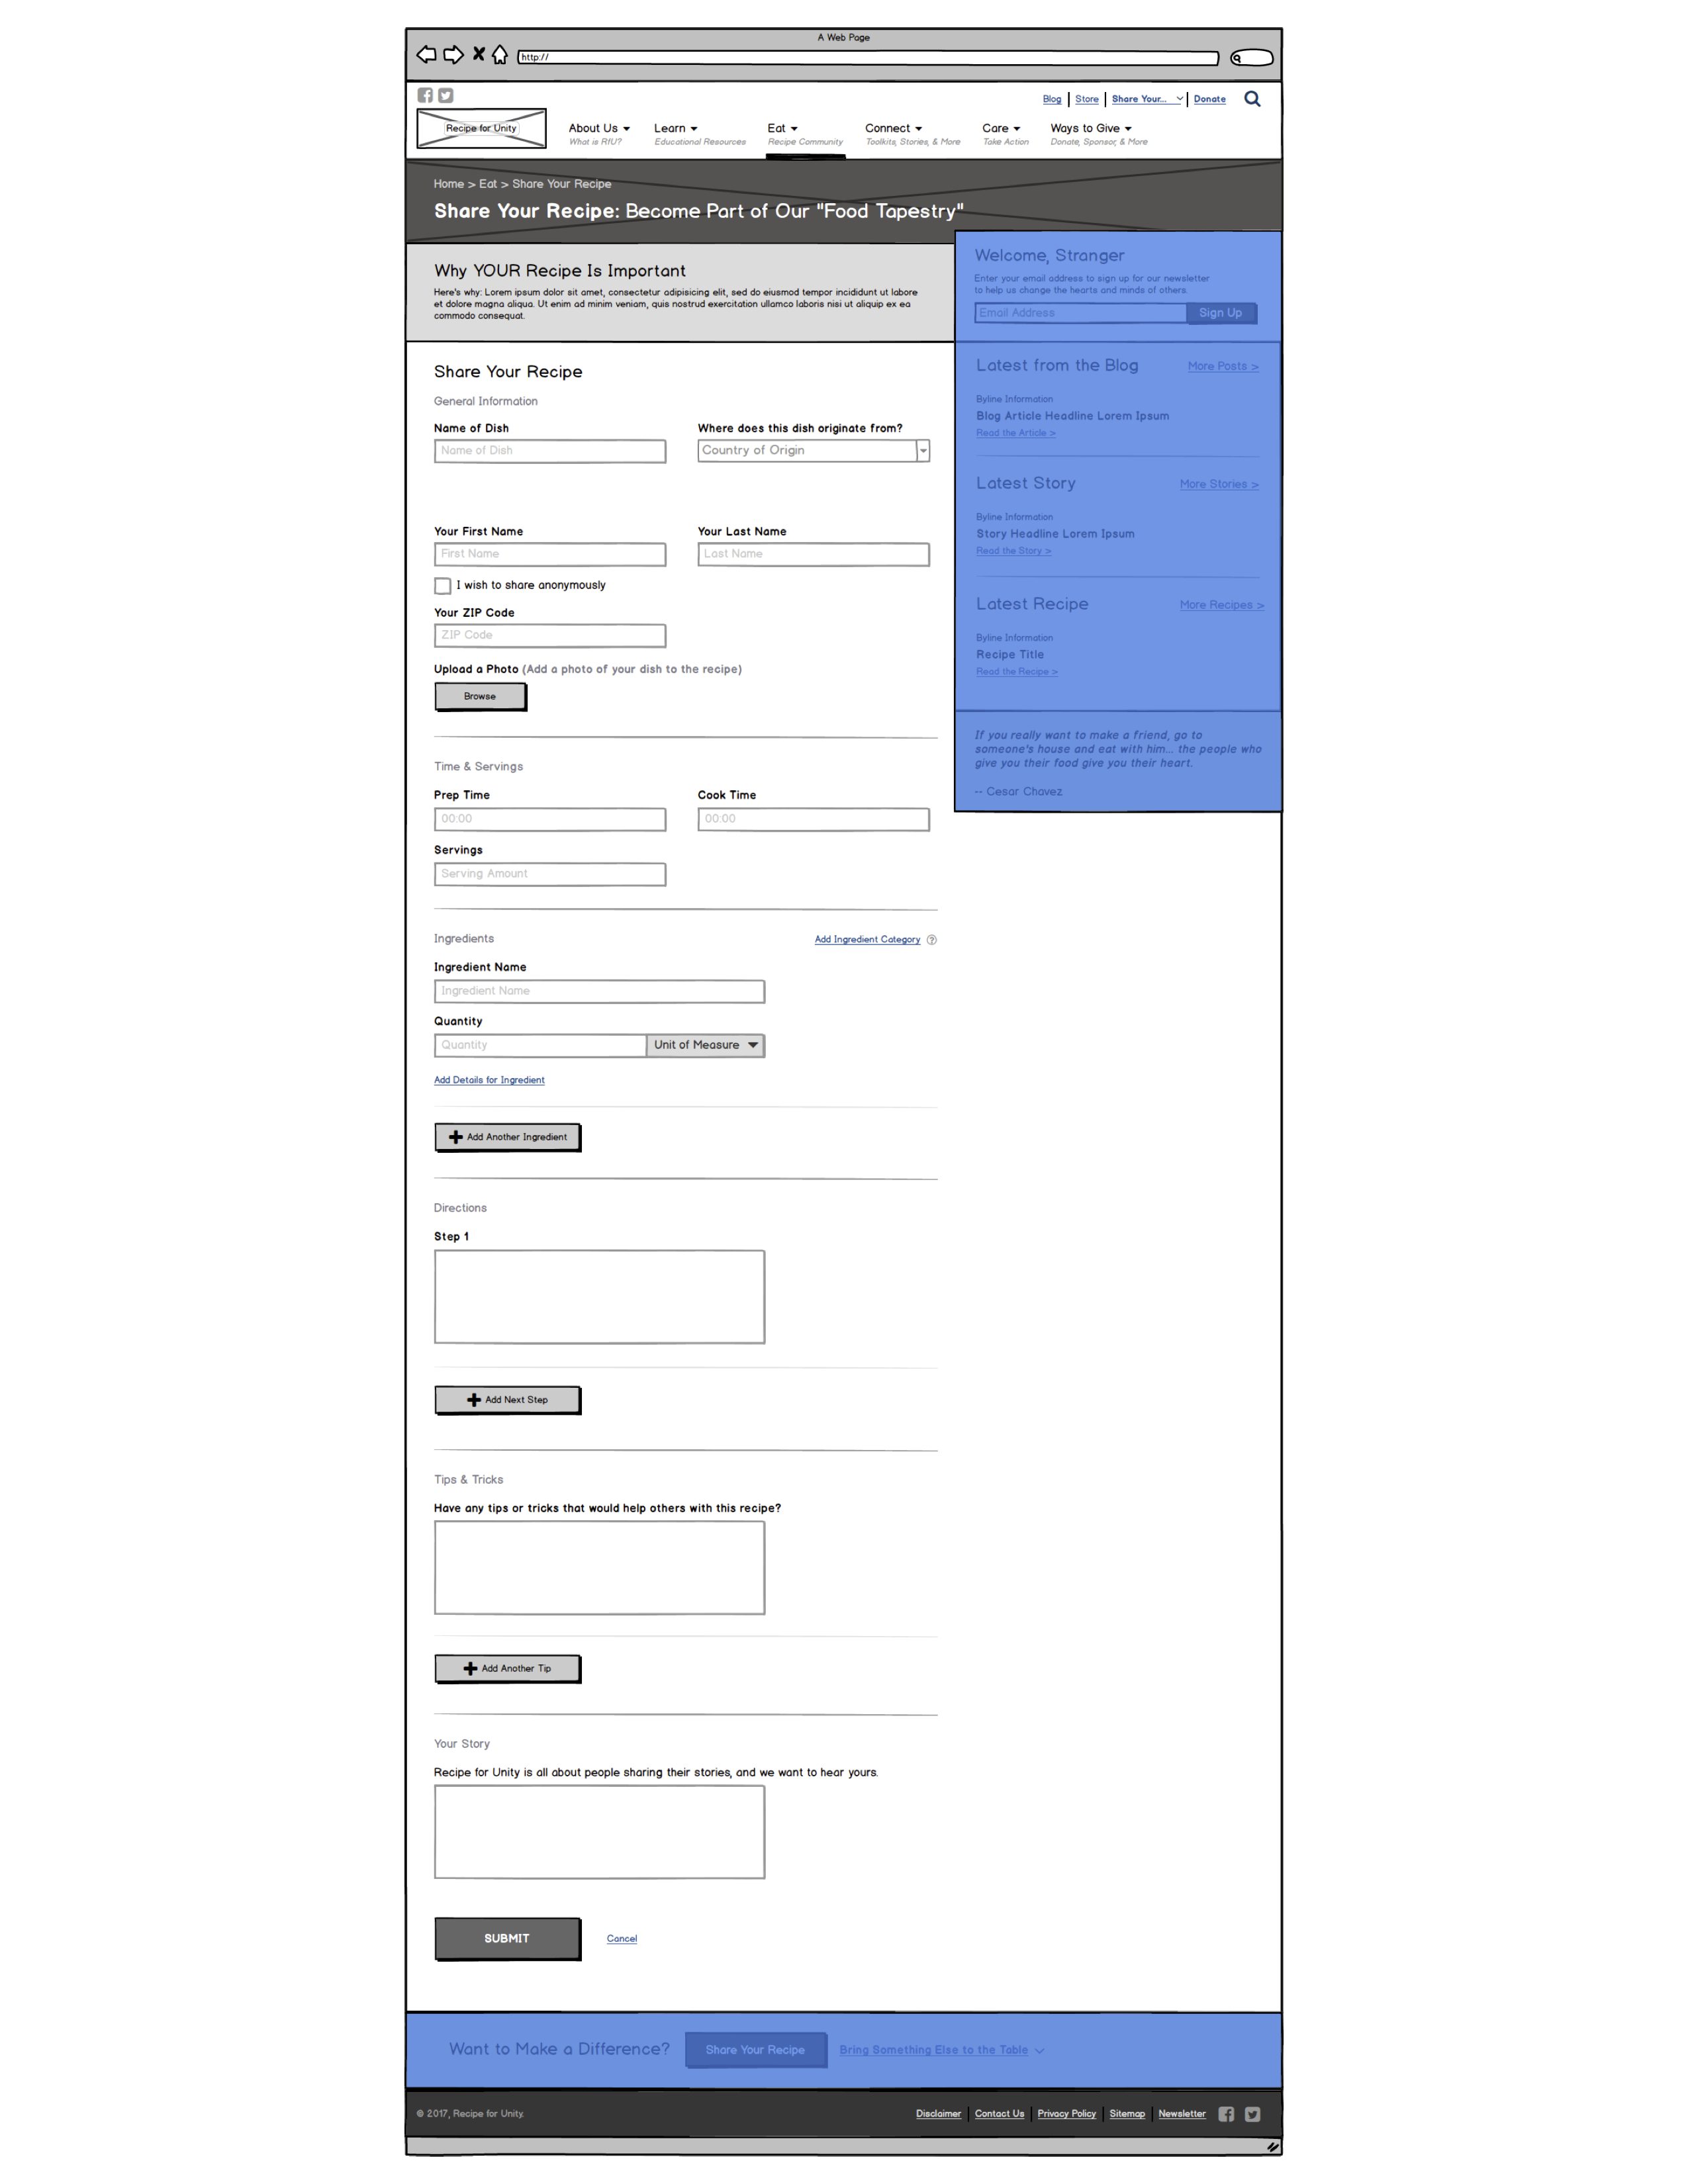 A Web Page
http://
Blog | Store | Share Your... | Donate
Recipe for Unity
About Us
What is RfU?
Learn
Educational Resources
Eat
Recipe Community
Connect
Toolkits, Stories, & More
Care
Take Action
Ways to Give
Donate, Sponsor, & More
Home > Eat > Share Your Recipe
Share Your Recipe: Become Part of Our "Food Tapestry"
Why YOUR Recipe Is Important
Here's why: Lorem ipsum dolor sit amet, consectetur adipisicing elit, sed do eiusmod tempor incididunt ut labore
et dolore magna aliqua. Ut enim ad minim veniam, quis nostrud exercitation ullamco laboris nisi ut aliquip ex ea
commodo consequat.
Welcome, Stranger
Enter your email address to sign up for our newsletter
to help us change the hearts and minds of others.
Email Address
Sign Up
Latest from the Blog
More Posts >
Byline Information
Blog Article Headline Lorem Ipsum
Read the Article >
Latest Story
More Stories >
Byline Information
Story Headline Lorem Ipsum
Read the Story >
Latest Recipe
More Recipes >
Byline Information
Recipe Title
Read the Recipe >
If you really want to make a friend, go to
someone's house and eat with him... the people who
give you their food give you their heart.
-- Cesar Chavez
Share Your Recipe
General Information
Name of Dish
Name of Dish
Where does this dish originate from?
Country of Origin
Your First Name
First Name
Your Last Name
Last Name
I wish to share anonymously
Your ZIP Code
ZIP Code
Upload a Photo (Add a photo of your dish to the recipe)
Browse
Time & Servings
Prep Time
00:00
Cook Time
00:00
Servings
Serving Amount
Ingredients
Add Ingredient Category ?
Ingredient Name
Ingredient Name
Quantity
Quantity
Unit of Measure
Add Details for Ingredient
Add Another Ingredient
Directions
Step 1
Add Next Step
Tips & Tricks
Have any tips or tricks that would help others with this recipe?
Add Another Tip
Your Story
Recipe for Unity is all about people sharing their stories, and we want to hear yours.
SUBMIT
Cancel
Want to Make a Difference?
Share Your Recipe
Bring Something Else to the Table
© 2017, Recipe for Unity.
Disclaimer | Contact Us | Privacy Policy | Sitemap | Newsletter